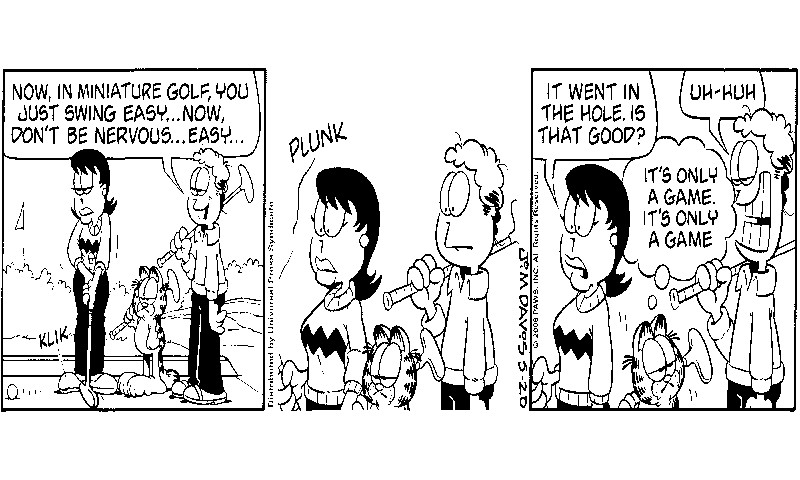 NOW, IN MINIATURE GOLF, YOU
JUST SWING EASY...NOW,
DON'T BE NERVOUS...EASY...
KLIK
Distributed by Universal Press Syndicate
PLUNK
JIM DAVIS 5-20
© 2008 PAWS, INC. All Rights Reserved.
IT WENT IN
THE HOLE. IS
THAT GOOD?
UH-HUH
IT'S ONLY
A GAME.
IT'S ONLY
A GAME